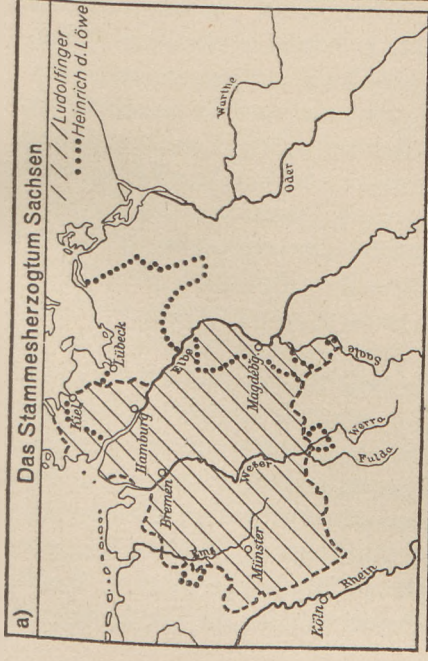 a)
Das Stammesherzogtum Sachsen
//// Ludolfinger
•••• Heinrich d. Löwe
Kiel
Lübeck
Hamburg
Bremen
Elbe
Magdebg.
Weser
Ems
Münster
Köln
Rhein
Fulda
Werra
Saale
Oder
Warthe